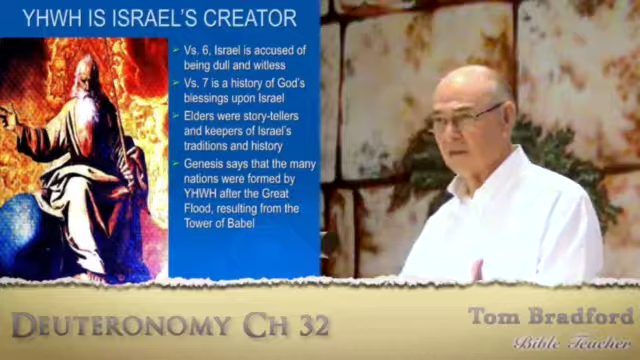 YHWH IS ISRAEL'S CREATOR
Vs. 6, Israel is accused of
being dull and witless
Vs. 7 is a history of God's
blessings upon Israel
Elders were story-tellers
and keepers of Israel's
traditions and history
Genesis says that the many
nations were formed by
YHWH after the Great
Flood, resulting from the
Tower of Babel
DEUTERONOMY CH 32
Tom Bradford
Bible Teacher